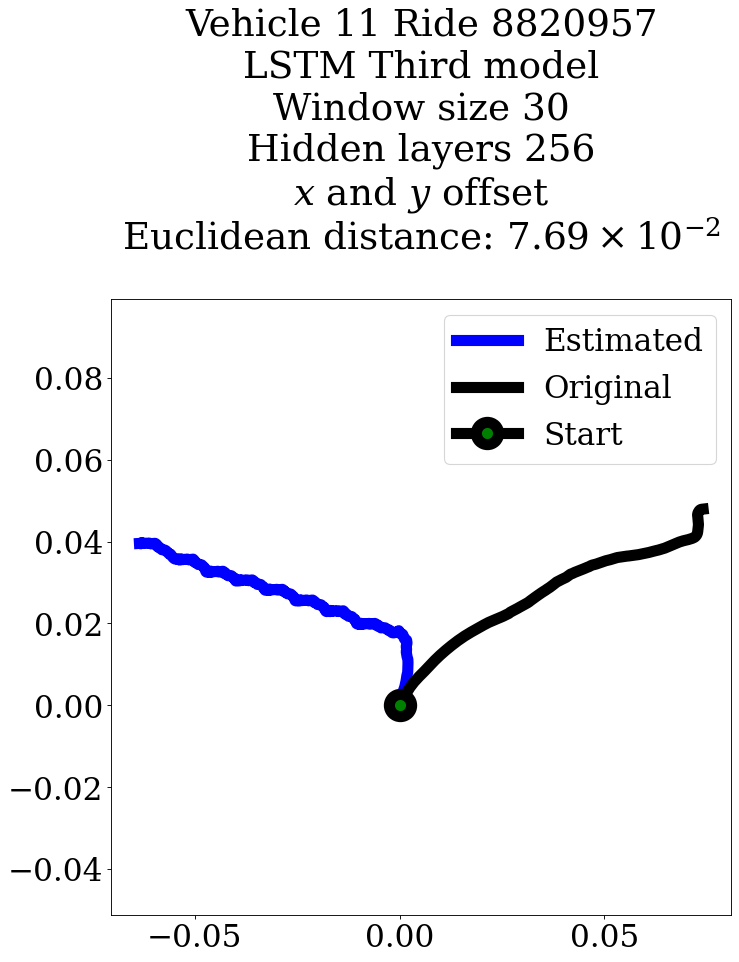 Vehicle 11 Ride 8820957
LSTM Third model
Window size 30
Hidden layers 256
x and y offset
Euclidean distance: 7.69 × 10⁻²
Estimated
Original
Start
0.08
0.06
0.04
0.02
0.00
−0.02
−0.04
−0.05
0.00
0.05